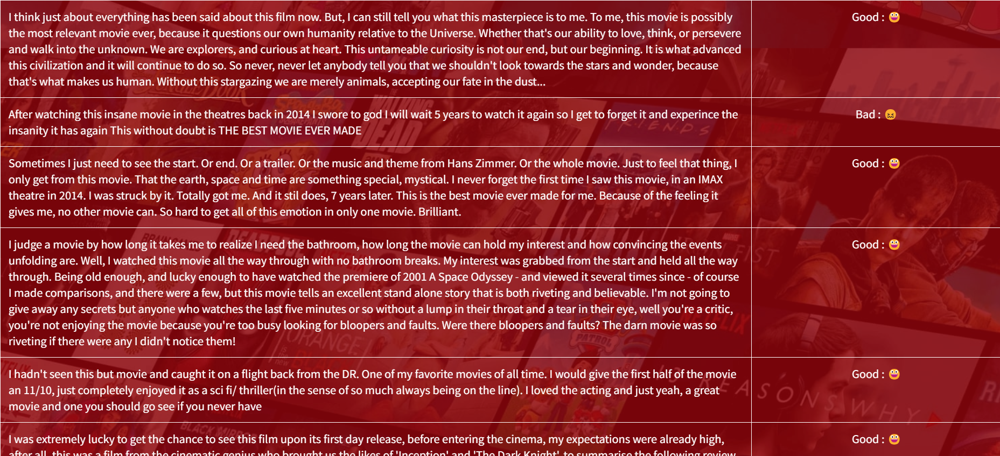 I think just about everything has been said about this film now. But, I can still tell you what this masterpiece is to me. To me, this movie is possibly
the most relevant movie ever, because it questions our own humanity relative to the Universe. Whether that's our ability to love, think, or persevere
and walk into the unknown. We are explorers, and curious at heart. This untameable curiosity is not our end, but our beginning. It is what advanced
this civilization and it will continue to do so. So never, never let anybody tell you that we shouldn't look towards the stars and wonder, because
that's what makes us human. Without this stargazing we are merely animals, accepting our fate in the dust...
Good : 😀
After watching this insane movie in the theatres back in 2014 I swore to god I will wait 5 years to watch it again so I get to forget it and experince the
insanity it has again This without doubt is THE BEST MOVIE EVER MADE
Bad : 😖
Sometimes I just need to see the start. Or end. Or a trailer. Or the music and theme from Hans Zimmer. Or the whole movie. Just to feel that thing, I
only get from this movie. That the earth, space and time are something special, mystical. I never forget the first time I saw this movie, in an IMAX
theatre in 2014. I was struck by it. Totally got me. And it stil does, 7 years later. This is the best movie ever made for me. Because of the feeling it
gives me, no other movie can. So hard to get all of this emotion in only one movie. Brilliant.
Good : 😀
I judge a movie by how long it takes me to realize I need the bathroom, how long the movie can hold my interest and how convincing the events
unfolding are. Well, I watched this movie all the way through with no bathroom breaks. My interest was grabbed from the start and held all the way
through. Being old enough, and lucky enough to have watched the premiere of 2001 A Space Odyssey - and viewed it several times since - of course
I made comparisons, and there were a few, but this movie tells an excellent stand alone story that is both riveting and believable. I'm not going to
give away any secrets but anyone who watches the last five minutes or so without a lump in their throat and a tear in their eye, well you're a critic,
you're not enjoying the movie because you're too busy looking for bloopers and faults. Were there bloopers and faults? The darn movie was so
riveting if there were any I didn't notice them!
Good : 😀
I hadn't seen this but movie and caught it on a flight back from the DR. One of my favorite movies of all time. I would give the first half of the movie
an 11/10, just completely enjoyed it as a sci fi/ thriller(in the sense of so much always being on the line). I loved the acting and just yeah, a great
movie and one you should go see if you never have
Good : 😀
I was extremely lucky to get the chance to see this film upon its first day release, before entering the cinema, my expectations were already high,
after all, this was a film from the cinematic genius who brought us the likes of 'Inception' and 'The Dark Knight', to summarise the following review
Good : 😀
JUNGLE BOOK
WALKING
DEAD
FRIENDS
BRAIN GAMES
ORANGE
NETFLIX
PATROL
13 REASONS WHY
BLACK MIRROR